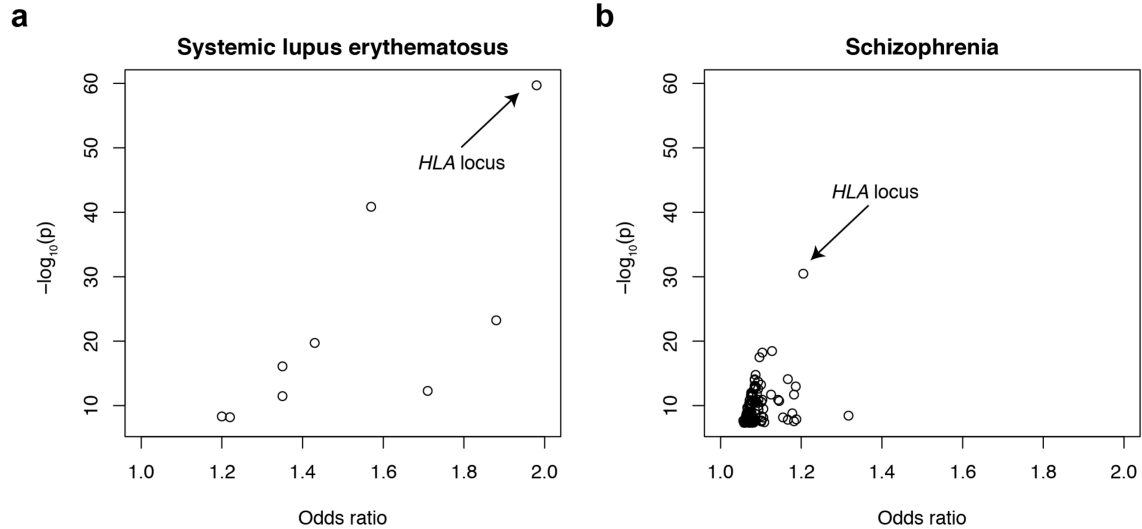 a
Systemic lupus erythematosus
60
50
40
30
20
10
−log10(p)
HLA locus
1.0 1.2 1.4 1.6 1.8 2.0
Odds ratio
b
Schizophrenia
60
50
40
30
20
10
−log10(p)
HLA locus
1.0 1.2 1.4 1.6 1.8 2.0
Odds ratio